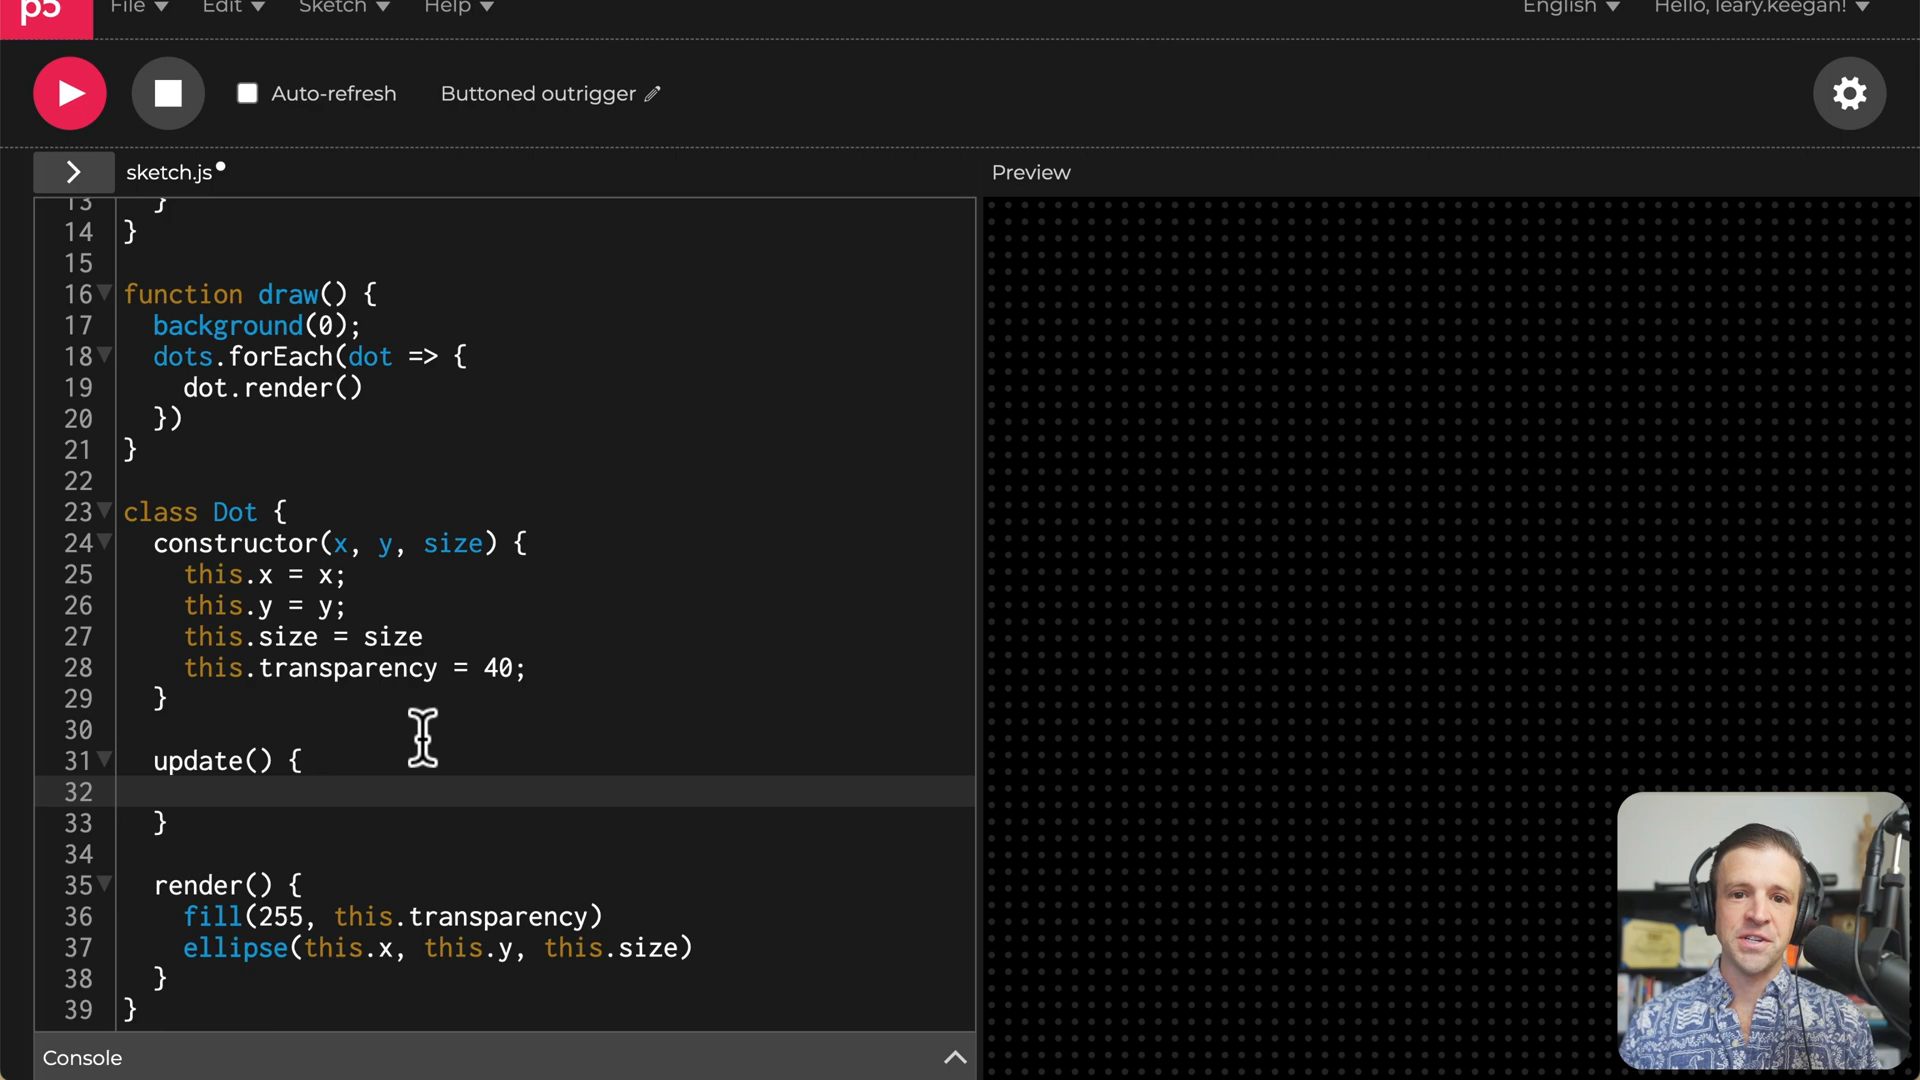 p5 File Edit Sketch Help English Hello, leary.keegan!
Auto-refresh Buttoned outrigger
sketch.js Preview
13 }
14 }
15
16 function draw() {
17 background(0);
18 dots.forEach(dot => {
19 dot.render()
20 })
21 }
22
23 class Dot {
24 constructor(x, y, size) {
25 this.x = x;
26 this.y = y;
27 this.size = size
28 this.transparency = 40;
29 }
30
31 update() {
32
33 }
34
35 render() {
36 fill(255, this.transparency)
37 ellipse(this.x, this.y, this.size)
38 }
39 }
Console